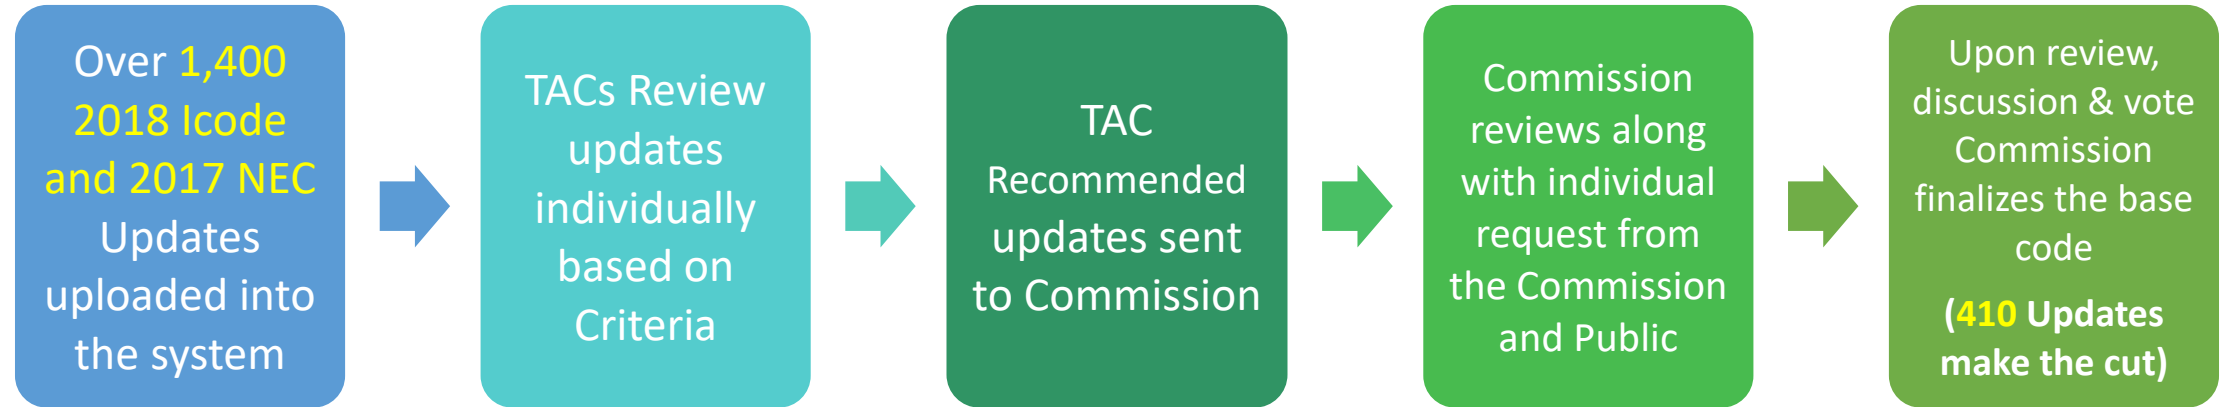 Over 1,400
2018 Icode
and 2017 NEC
Updates
uploaded into
the system
TACs Review
updates
individually
based on
Criteria
TAC
Recommended
updates sent
to Commission
Commission
reviews along
with individual
request from
the Commission
and Public
Upon review,
discussion & vote
Commission
finalizes the base
code
(410 Updates
make the cut)